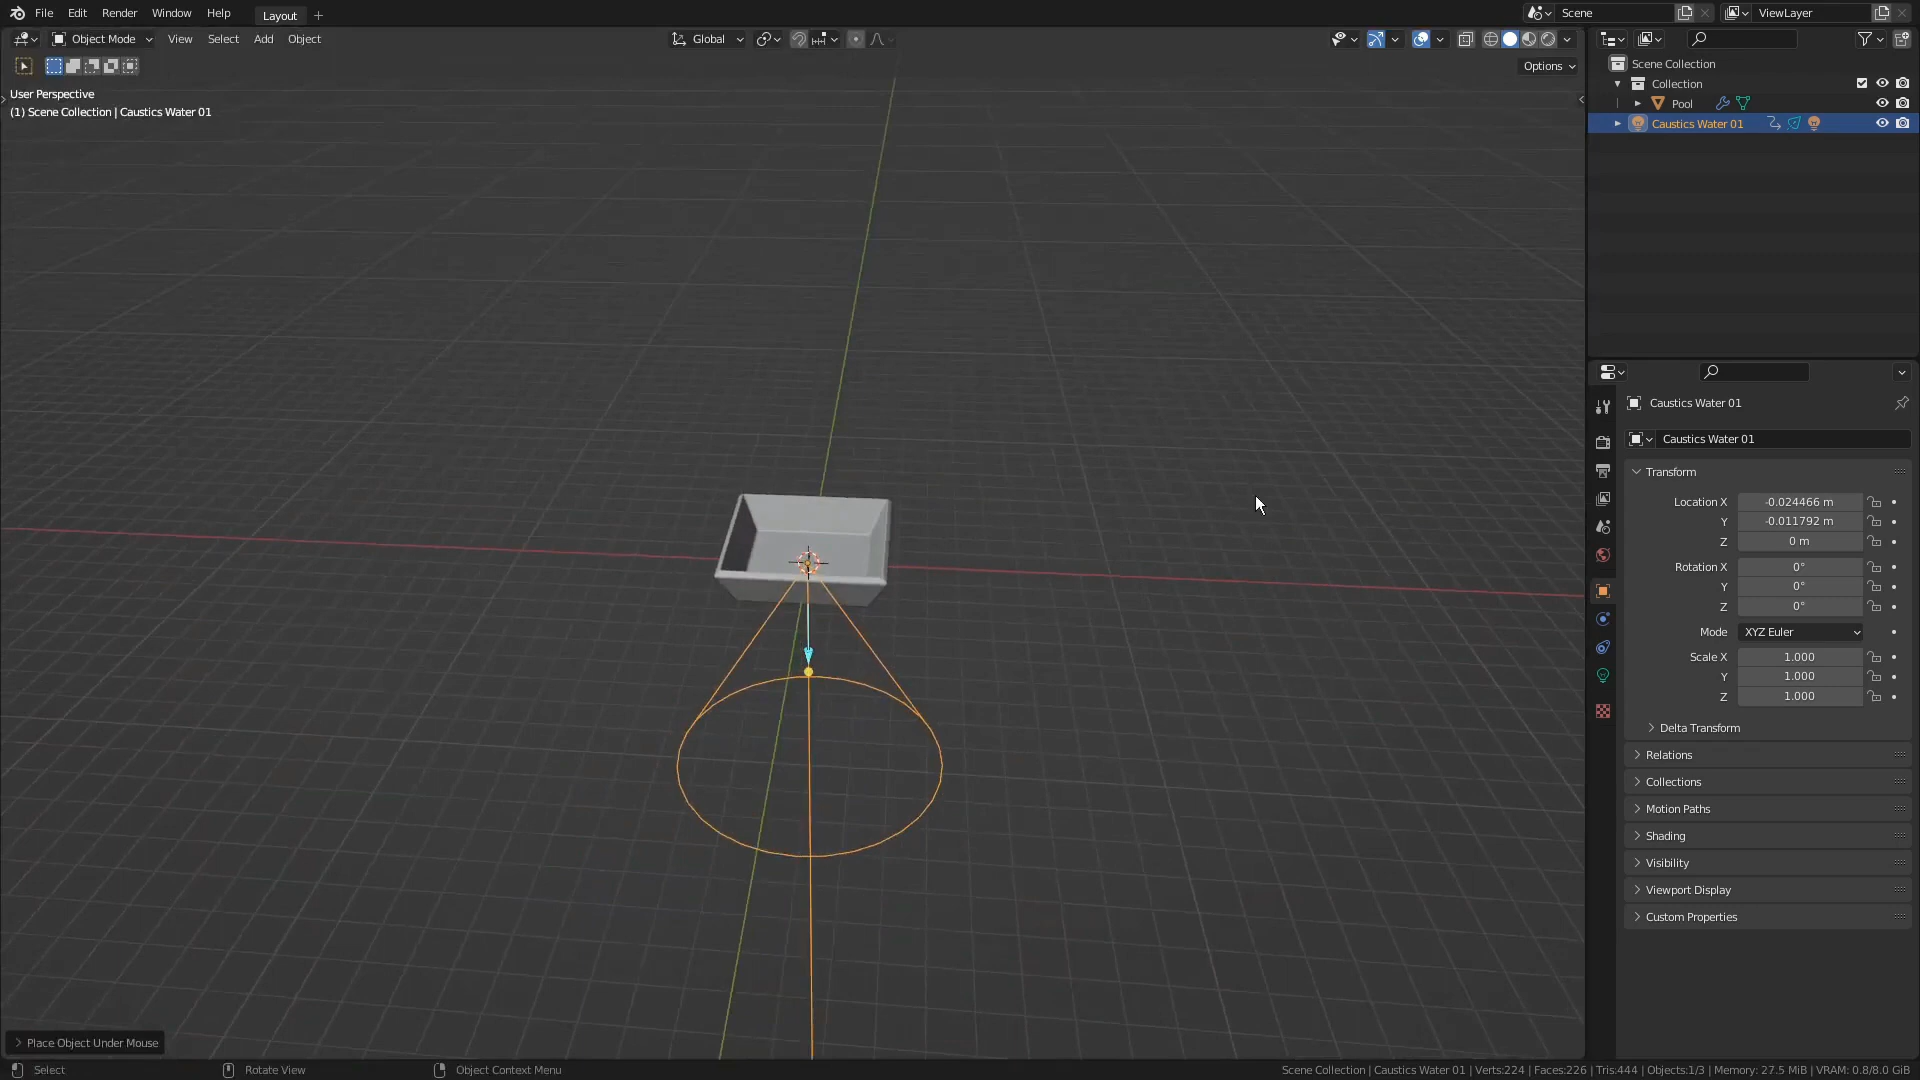 File Edit Render Window Help Layout Scene ViewLayer
Object Mode View Select Add Object Global
Options
User Perspective
(1) Scene Collection | Caustics Water 01
Scene Collection
Collection
Pool
Caustics Water 01
Caustics Water 01
Caustics Water 01
Transform
Location X -0.024466 m
Y -0.011792 m
Z 0 m
Rotation X 0°
Y 0°
Z 0°
Mode XYZ Euler
Scale X 1.000
Y 1.000
Z 1.000
Delta Transform
Relations
Collections
Motion Paths
Shading
Visibility
Viewport Display
Custom Properties
Place Object Under Mouse
Select Rotate View Object Context Menu Scene Collection | Caustics Water 01 | Verts:224 | Faces:226 | Tris:444 | Objects:1/3 | Memory: 27.5 MiB | VRAM: 0.8/8.0 GiB